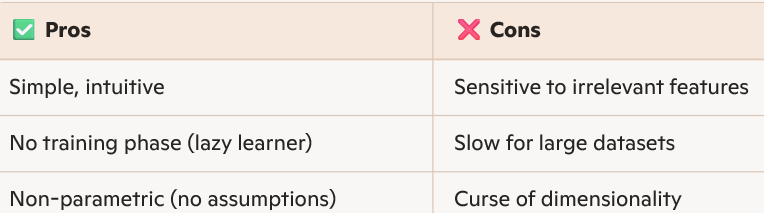 ✅ Pros ❌ Cons
Simple, intuitive Sensitive to irrelevant features
No training phase (lazy learner) Slow for large datasets
Non-parametric (no assumptions) Curse of dimensionality